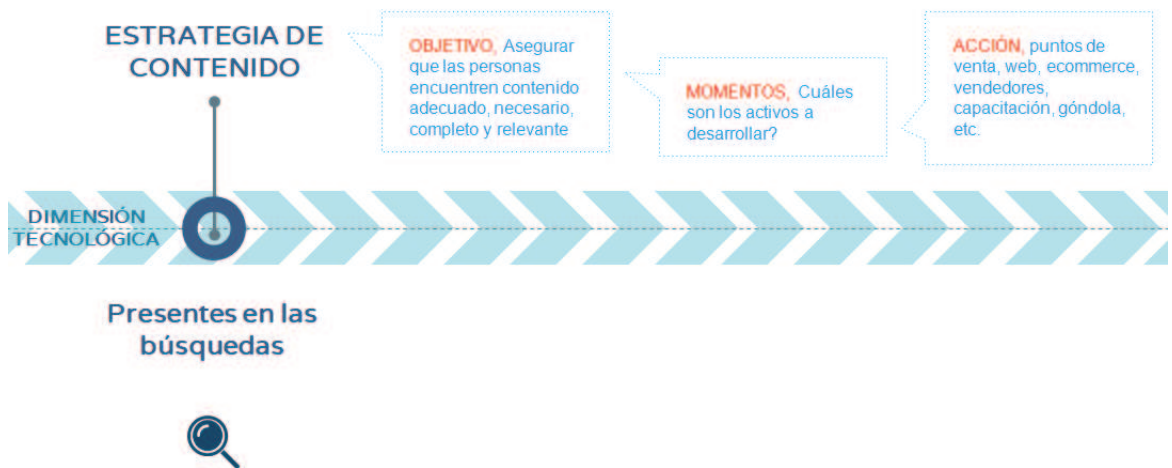 ESTRATEGIA DE
CONTENIDO
OBJETIVO, Asegurar
que las personas
encuentren contenido
adecuado, necesario,
completo y relevante
MOMENTOS, Cuáles
son los activos a
desarrollar?
ACCIÓN, puntos de
venta, web, ecommerce,
vendedores,
capacitación, góndola,
etc.
DIMENSIÓN
TECNOLÓGICA
Presentes en las
búsquedas